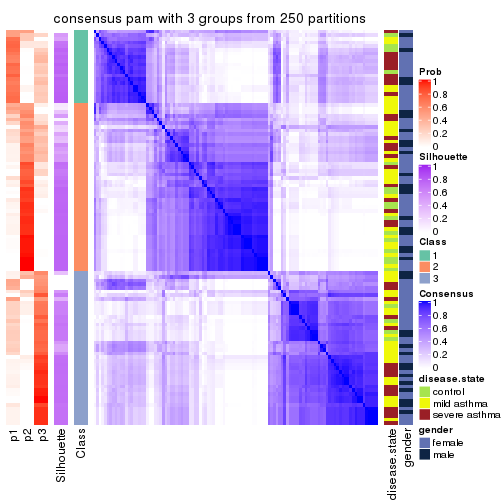 consensus pam with 3 groups from 250 partitions
Prob
1
0.8
0.6
0.4
0.2
0
Silhouette
1
0.8
0.6
0.4
0.2
0
Class
1
2
3
Consensus
1
0.8
0.6
0.4
0.2
0
disease.state
control
mild asthma
severe asthma
gender
female
male
p1
p2
p3
Silhouette
Class
disease.state
gender